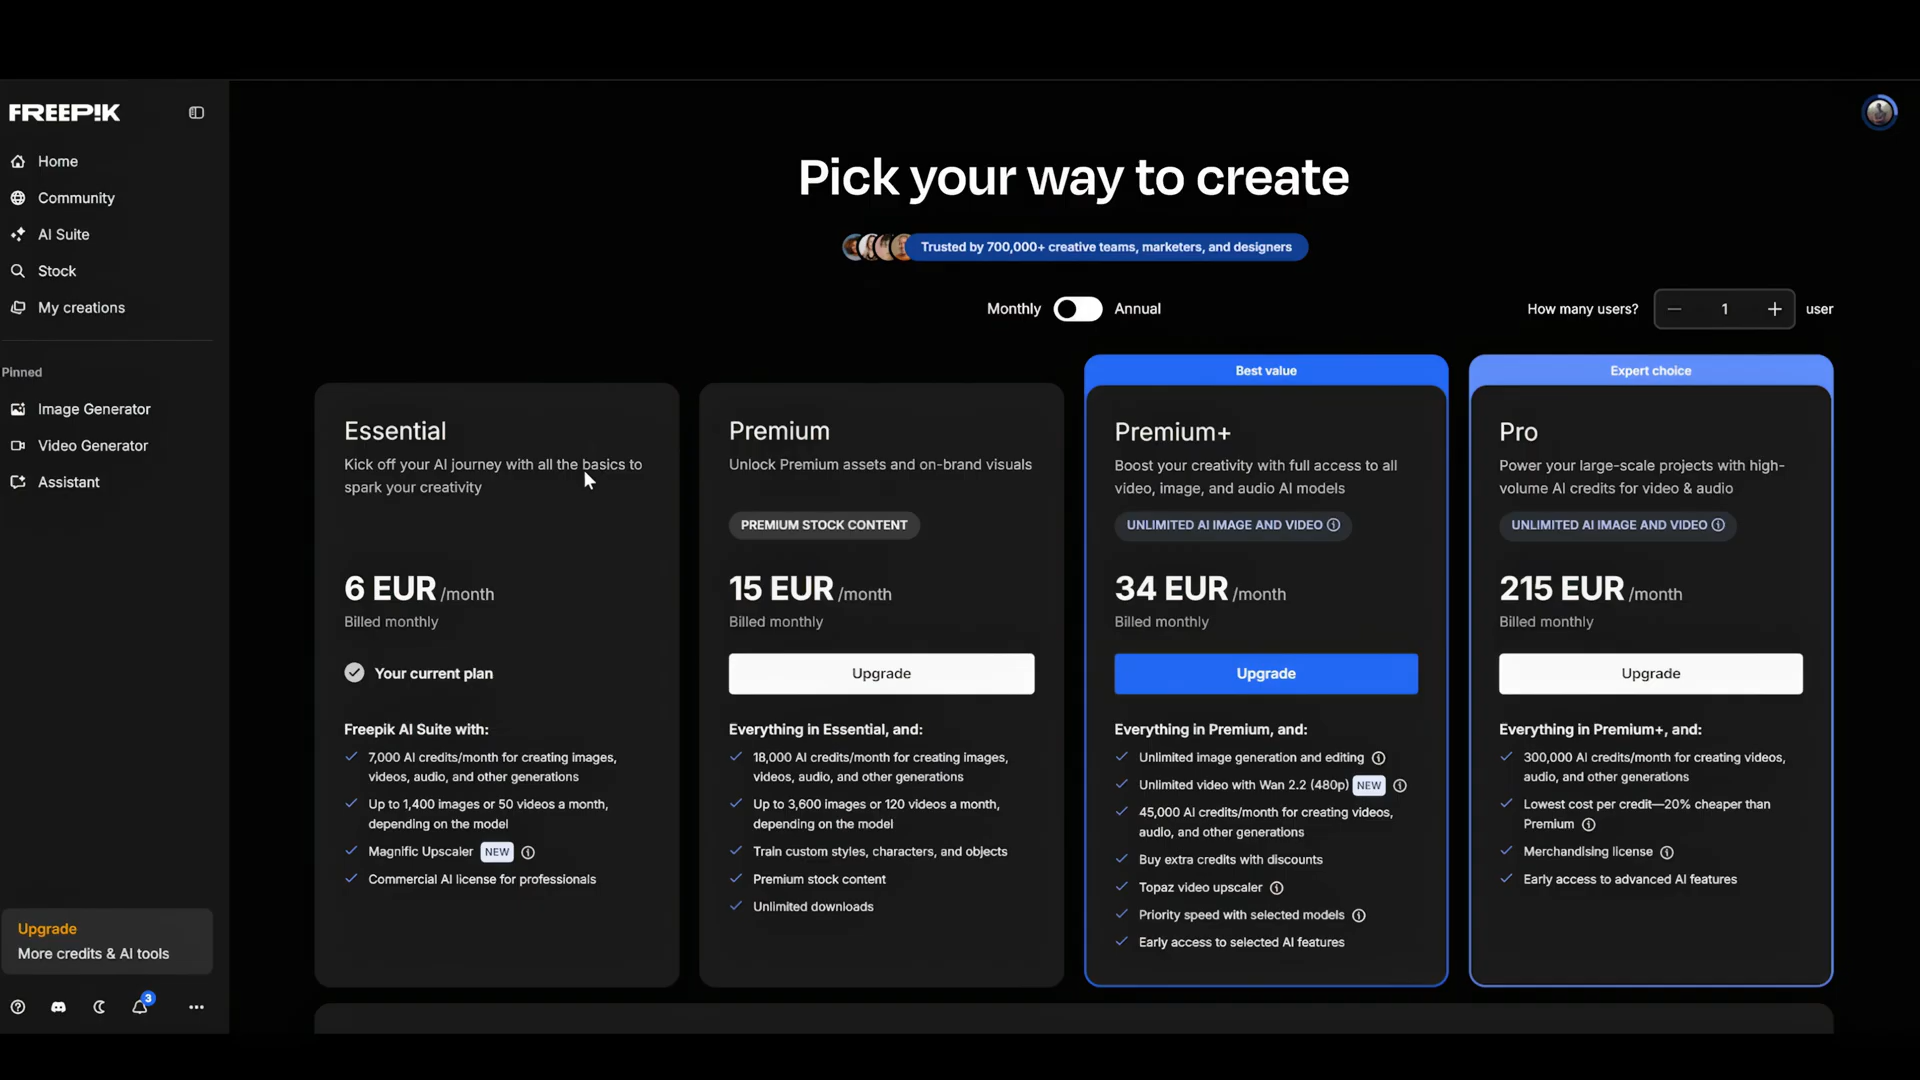 FREEP!K
Home
Community
AI Suite
Stock
My creations
Pinned
Image Generator
Video Generator
Assistant
Upgrade
More credits & AI tools
3
Pick your way to create
Trusted by 700,000+ creative teams, marketers, and designers
Monthly Annual
How many users? 1 user
Essential
Kick off your AI journey with all the basics to
spark your creativity
6 EUR /month
Billed monthly
Your current plan
Freepik AI Suite with:
7,000 AI credits/month for creating images,
videos, audio, and other generations
Up to 1,400 images or 50 videos a month,
depending on the model
Magnific Upscaler NEW
Commercial AI license for professionals
Premium
Unlock Premium assets and on-brand visuals
PREMIUM STOCK CONTENT
15 EUR /month
Billed monthly
Upgrade
Everything in Essential, and:
18,000 AI credits/month for creating images,
videos, audio, and other generations
Up to 3,600 images or 120 videos a month,
depending on the model
Train custom styles, characters, and objects
Premium stock content
Unlimited downloads
Best value
Premium+
Boost your creativity with full access to all
video, image, and audio AI models
UNLIMITED AI IMAGE AND VIDEO
34 EUR /month
Billed monthly
Upgrade
Everything in Premium, and:
Unlimited image generation and editing
Unlimited video with Wan 2.2 (480p) NEW
45,000 AI credits/month for creating videos,
audio, and other generations
Buy extra credits with discounts
Topaz video upscaler
Priority speed with selected models
Early access to selected AI features
Expert choice
Pro
Power your large-scale projects with high-
volume AI credits for video & audio
UNLIMITED AI IMAGE AND VIDEO
215 EUR /month
Billed monthly
Upgrade
Everything in Premium+, and:
300,000 AI credits/month for creating videos,
audio, and other generations
Lowest cost per credit—20% cheaper than
Premium
Merchandising license
Early access to advanced AI features